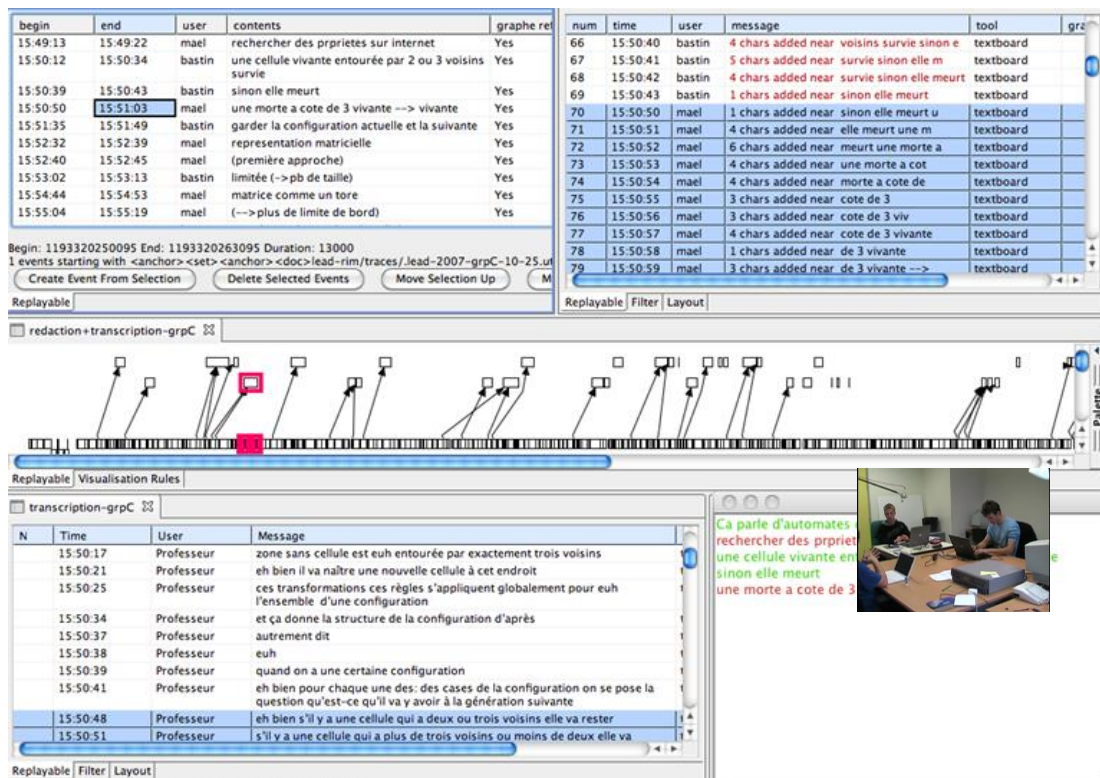 begin end user contents graphe ref
15:49:13 15:49:22 mael rechercher des prprietes sur internet Yes
15:50:12 15:50:34 bastin une cellule vivante entourée par 2 ou 3 voisins Yes
survie
15:50:39 15:50:43 bastin sinon elle meurt Yes
15:50:50 15:51:03 mael une morte a cote de 3 vivante --> vivante Yes
15:51:35 15:51:49 bastin garder la configuration actuelle et la suivante Yes
15:52:32 15:52:39 mael representation matricielle Yes
15:52:40 15:52:45 mael (première approche) Yes
15:53:02 15:53:13 bastin limitée (->pb de taille) Yes
15:54:44 15:54:53 mael matrice comme un tore Yes
15:55:04 15:55:19 mael (-->plus de limite de bord) Yes
Begin: 1193320250095 End: 1193320263095 Duration: 13000
1 events starting with <anchor><set><anchor><doc>lead-rim/traces/.lead-2007-grpC-10-25.ut
Create Event From Selection Delete Selected Events Move Selection Up M
Replayable
num time user message tool gra
66 15:50:40 bastin 4 chars added near voisins survie sinon e textboard
67 15:50:41 bastin 5 chars added near survie sinon elle m textboard
68 15:50:42 bastin 4 chars added near survie sinon elle meurt textboard
69 15:50:43 bastin 1 chars added near sinon elle meurt textboard
70 15:50:50 mael 1 chars added near sinon elle meurt u textboard
71 15:50:51 mael 4 chars added near elle meurt une m textboard
72 15:50:52 mael 6 chars added near meurt une morte a textboard
73 15:50:53 mael 4 chars added near une morte a cot textboard
74 15:50:54 mael 4 chars added near morte a cote de textboard
75 15:50:55 mael 3 chars added near cote de 3 textboard
76 15:50:56 mael 3 chars added near cote de 3 viv textboard
77 15:50:57 mael 4 chars added near cote de 3 vivante textboard
78 15:50:58 mael 1 chars added near de 3 vivante textboard
79 15:50:59 mael 3 chars added near de 3 vivante --> textboard
Replayable Filter Layout
redaction+transcription-grpC
Palette
Replayable Visualisation Rules
transcription-grpC
N Time User Message
15:50:17 Professeur zone sans cellule est euh entourée par exactement trois voisins
15:50:21 Professeur eh bien il va naître une nouvelle cellule à cet endroit
15:50:25 Professeur ces transformations ces règles s'appliquent globalement pour euh
l'ensemble d'une configuration
15:50:34 Professeur et ça donne la structure de la configuration d'après
15:50:37 Professeur autrement dit
15:50:38 Professeur euh
15:50:39 Professeur quand on a une certaine configuration
15:50:41 Professeur eh bien pour chaque une des: des cases de la configuration on se pose la
question qu'est-ce qu'il va y avoir à la génération suivante
15:50:48 Professeur eh bien s'il y a une cellule qui a deux ou trois voisins elle va rester
15:50:51 Professeur s'il y a une cellule qui a plus de trois voisins ou moins de deux elle va
Replayable Filter Layout
Ca parle d'automates
rechercher des prpriet
une cellule vivante ent e
sinon elle meurt
une morte a cote de 3